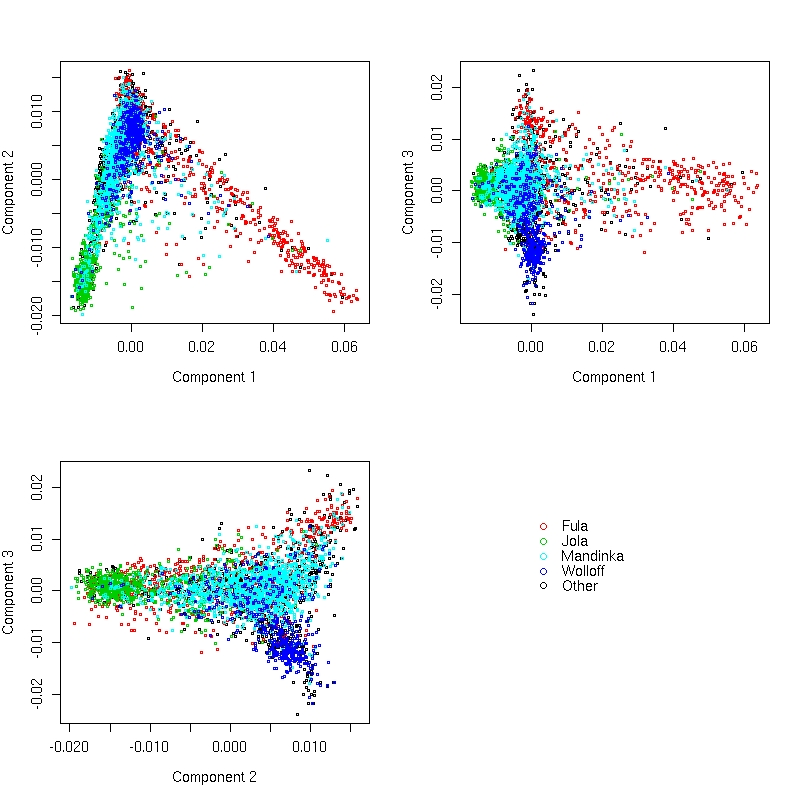 Component 2
0.010
0.000
-0.010
-0.020
0.00 0.02 0.04 0.06
Component 1
Component 3
0.02
0.01
0.00
-0.01
-0.02
0.00 0.02 0.04 0.06
Component 1
Component 3
0.02
0.01
0.00
-0.01
-0.02
-0.020 -0.010 0.000 0.010
Component 2
Fula
Jola
Mandinka
Wolloff
Other